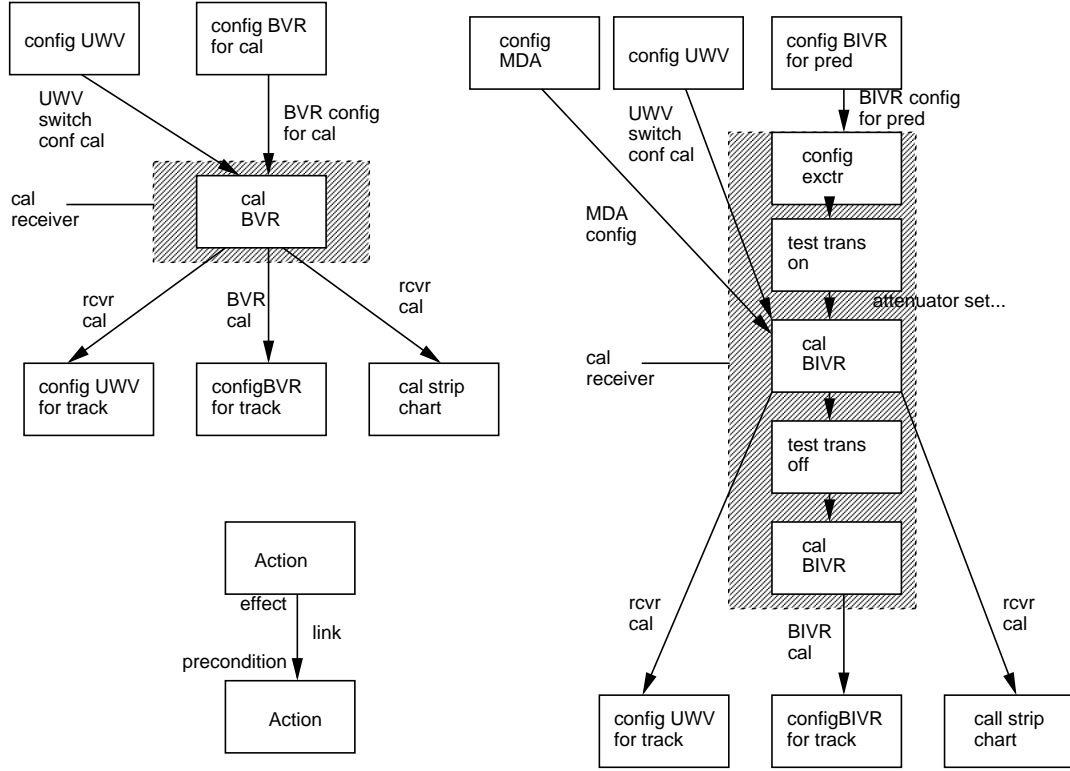 config UWV
config BVR
for cal
UWV
switch
conf cal
BVR config
for cal
cal
receiver
cal
BVR
rcvr
cal
BVR
cal
rcvr
cal
config UWV
for track
configBVR
for track
cal strip
chart
Action
effect
link
precondition
Action
config
MDA
config UWV
config BIVR
for pred
UWV
switch
conf cal
BIVR config
for pred
config
exctr
MDA
config
test trans
on
attenuator set...
cal
receiver
cal
BIVR
test trans
off
cal
BIVR
rcvr
cal
BIVR
cal
rcvr
cal
config UWV
for track
configBIVR
for track
call strip
chart